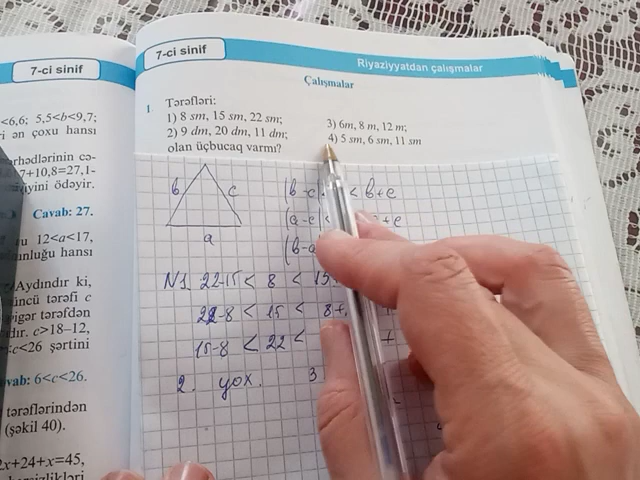 7-ci sinif
<6,6; 5,5<b<9,7;
ən çoxu hansı
ərhədlərinin cə-
7+10,8=27,1-
yini ödəyir.
Cavab: 27.
12<a<17,
unluğu hansı
Aydındır ki,
üncü tərəfi c
igər tərəfdən
dır. c>18–12,
c<26 şərtini
vab: 6<c<26.
tərəflərindən
(şəkil 40).
2x+24+x=45,
7-ci sinif
Riyaziyyatdan çalışmalar
Çalışmalar
1. Tərəfləri:
1) 8 sm, 15 sm, 22 sm;
2) 9 dm, 20 dm, 11 dm;
3) 6m, 8 m, 12 m;
4) 5 sm, 6 sm, 11 sm
olan üçbucaq varmı?
b c
a
|b-c| < b+c
|a-c|< +c
|b-a
N1 22-15 < 8 < 15
22-8 < 15 < 8+
15-8 < 22 < +
2. yox. 3